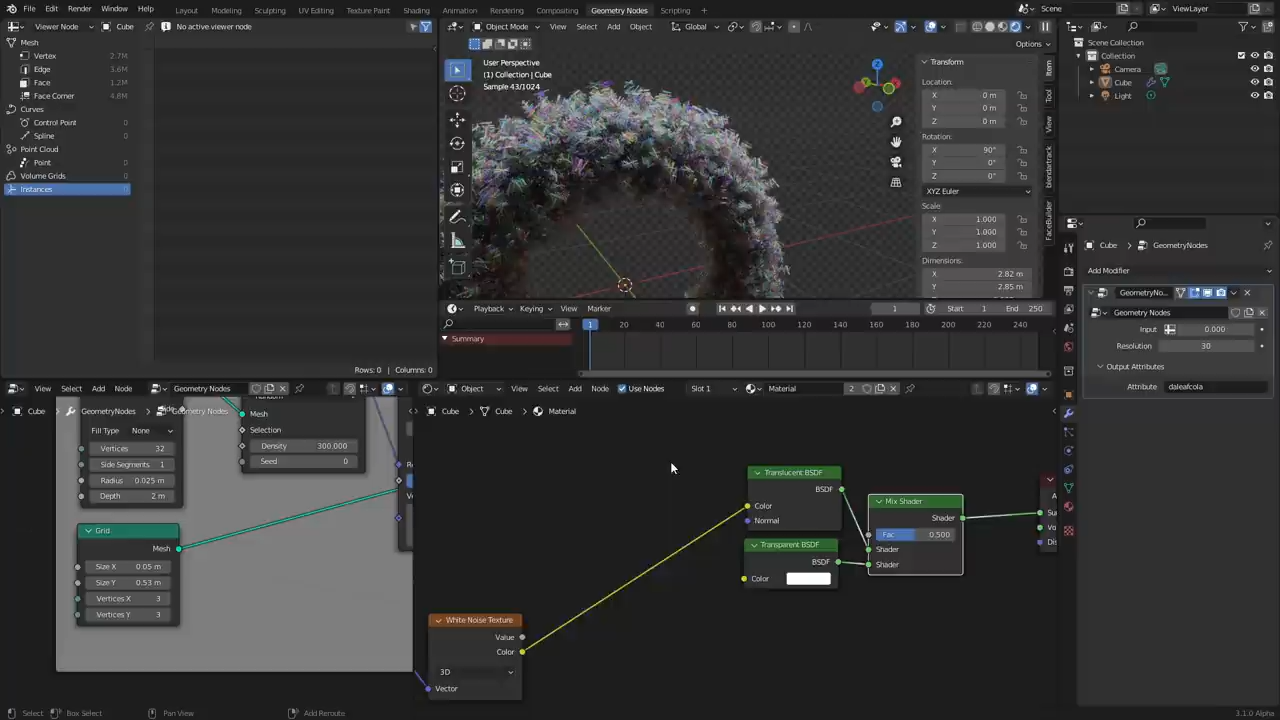 File Edit Render Window Help Layout Modeling Sculpting UV Editing Texture Paint Shading Animation Rendering Compositing Geometry Nodes Scripting Scene ViewLayer
Viewer Node Cube No active viewer node
Object Mode View Select Add Object Global
Options
Mesh
Vertex 2.7M
Edge 3.6M
Face 1.2M
Face Corner 4.8M
Curves
Control Point 0
Spline 0
Point Cloud
Point 0
Volume Grids 0
Instances 0
Rows: 0 | Columns: 0
User Perspective
(1) Collection | Cube
Sample 43/1024
X
Z
Transform
Location:
X 0 m
Y 0 m
Z 0 m
Rotation:
X 90°
Y 0°
Z 0°
XYZ Euler
Scale:
X 1.000
Y 1.000
Z 1.000
Dimensions:
X 2.82 m
Y 2.85 m
Item
Tool
View
blendartrack
FaceBuilder
Scene Collection
Collection
Camera
Cube
Light
Playback Keying View Marker 1 Start 1 End 250
1 20 40 60 80 100 120 140 160 180 200 220 240
Summary
Cube GeometryNodes
Add Modifier
GeometryNo...
Geometry Nodes
Input 0.000
Resolution 30
Output Attributes
Attribute daleafcola
View Select Add Node Geometry Nodes
Cube GeometryNodes Geometry Nodes
Fill Type None
Vertices 32
Side Segments 1
Radius 0.025 m
Depth 2 m
Mesh
Selection
Density 300.000
Seed 0
Grid
Mesh
Size X 0.05 m
Size Y 0.53 m
Vertices X 3
Vertices Y 3
Object View Select Add Node Use Nodes Slot 1 Material 2
Cube Cube Material
Translucent BSDF
BSDF
Color
Normal
Transparent BSDF
BSDF
Color
Mix Shader
Shader
Fac 0.500
Shader
Shader
White Noise Texture
Value
Color
3D
Vector
Select Box Select Pan View Add Reroute 3.1.0 Alpha